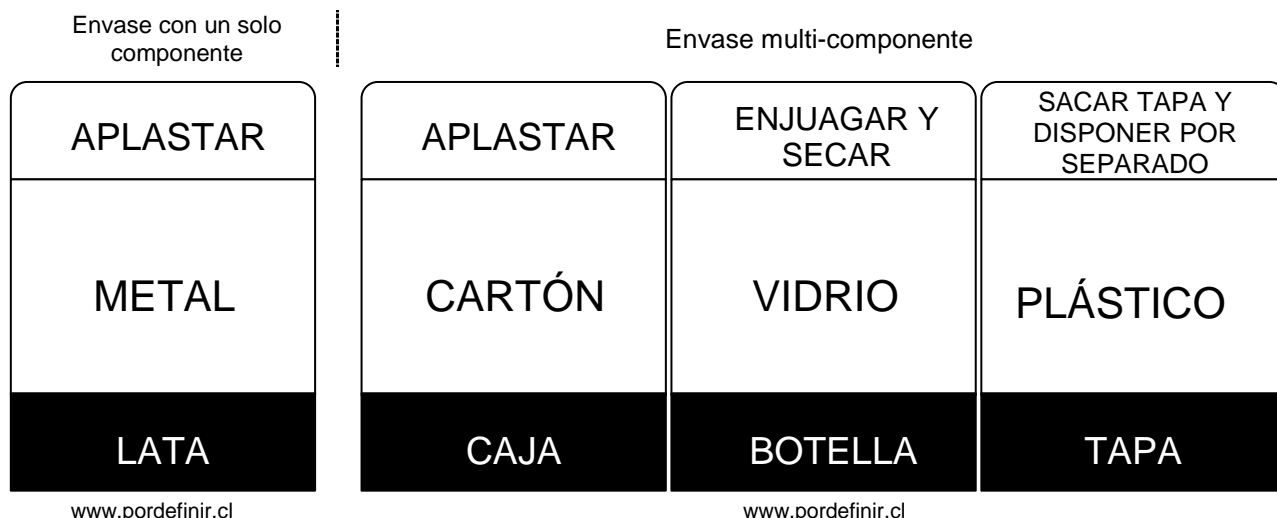 Envase con un solo
componente
Envase multi-componente
APLASTAR
METAL
LATA
www.pordefinir.cl
APLASTAR
CARTÓN
CAJA
ENJUAGAR Y
SECAR
VIDRIO
BOTELLA
SACAR TAPA Y
DISPONER POR
SEPARADO
PLÁSTICO
TAPA
www.pordefinir.cl